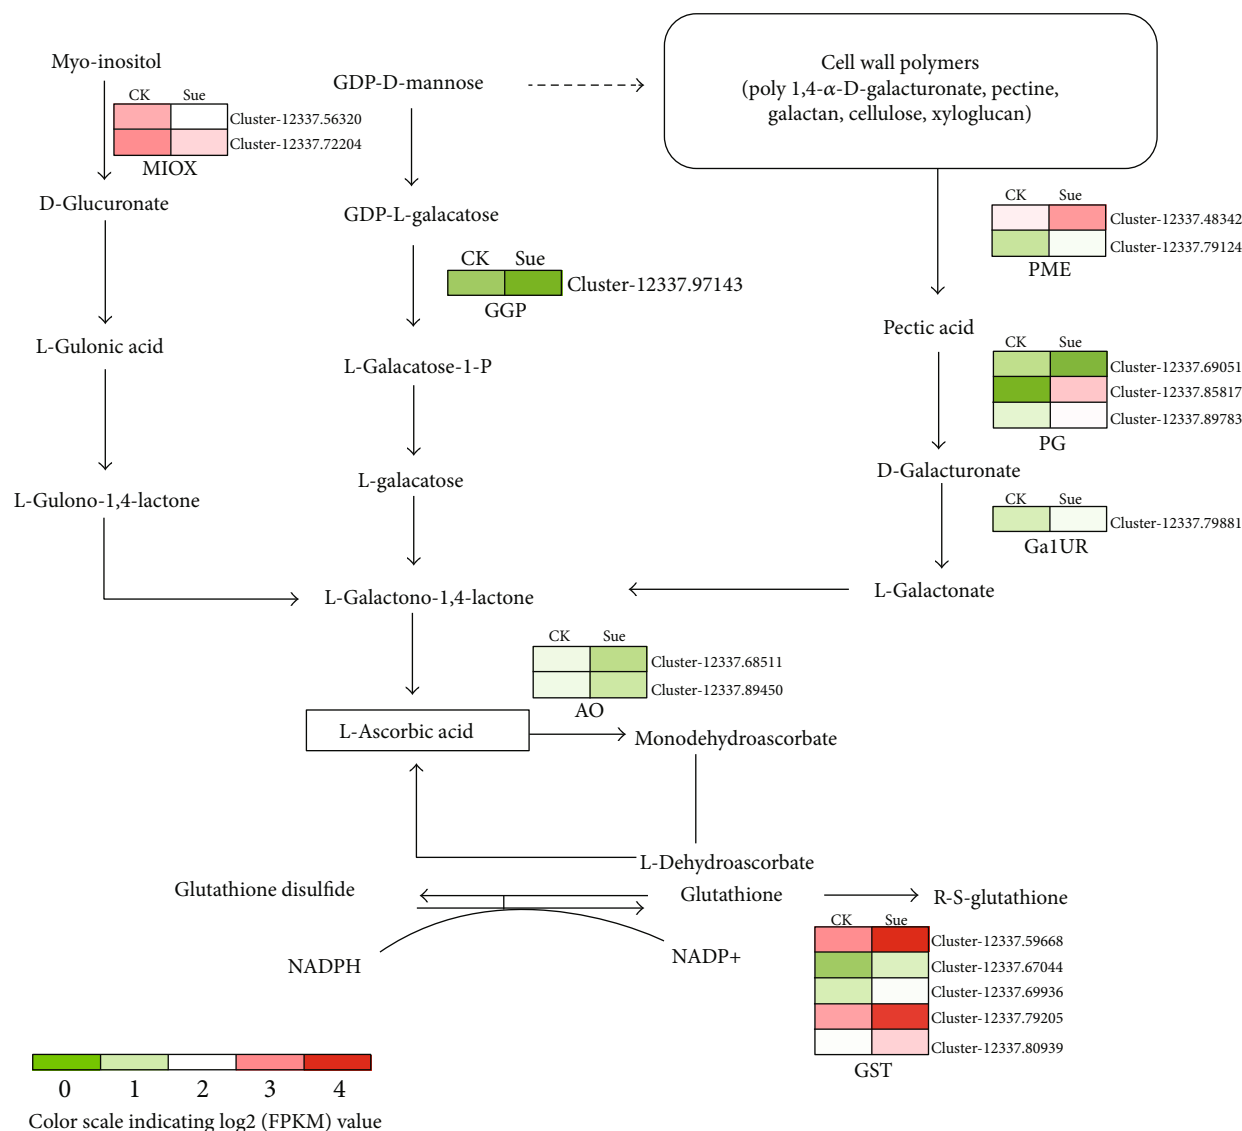 Myo-inositol
CK Sue
Cluster-12337.56320
Cluster-12337.72204
MIOX
D-Glucuronate
L-Gulonic acid
L-Gulono-1,4-lactone
GDP-D-mannose
GDP-L-galacatose
CK Sue
Cluster-12337.97143
GGP
L-Galacatose-1-P
L-galacatose
L-Galactono-1,4-lactone
Cell wall polymers
(poly 1,4-α-D-galacturonate, pectine,
galactan, cellulose, xyloglucan)
CK Sue
Cluster-12337.48342
Cluster-12337.79124
PME
Pectic acid
CK Sue
Cluster-12337.69051
Cluster-12337.85817
Cluster-12337.89783
PG
D-Galacturonate
CK Sue
Cluster-12337.79881
Ga1UR
L-Galactonate
CK Sue
Cluster-12337.68511
Cluster-12337.89450
AO
L-Ascorbic acid
Monodehydroascorbate
L-Dehydroascorbate
Glutathione disulfide
Glutathione
R-S-glutathione
NADPH
NADP+
CK Sue
Cluster-12337.59668
Cluster-12337.67044
Cluster-12337.69936
Cluster-12337.79205
Cluster-12337.80939
GST
0 1 2 3 4
Color scale indicating log2 (FPKM) value